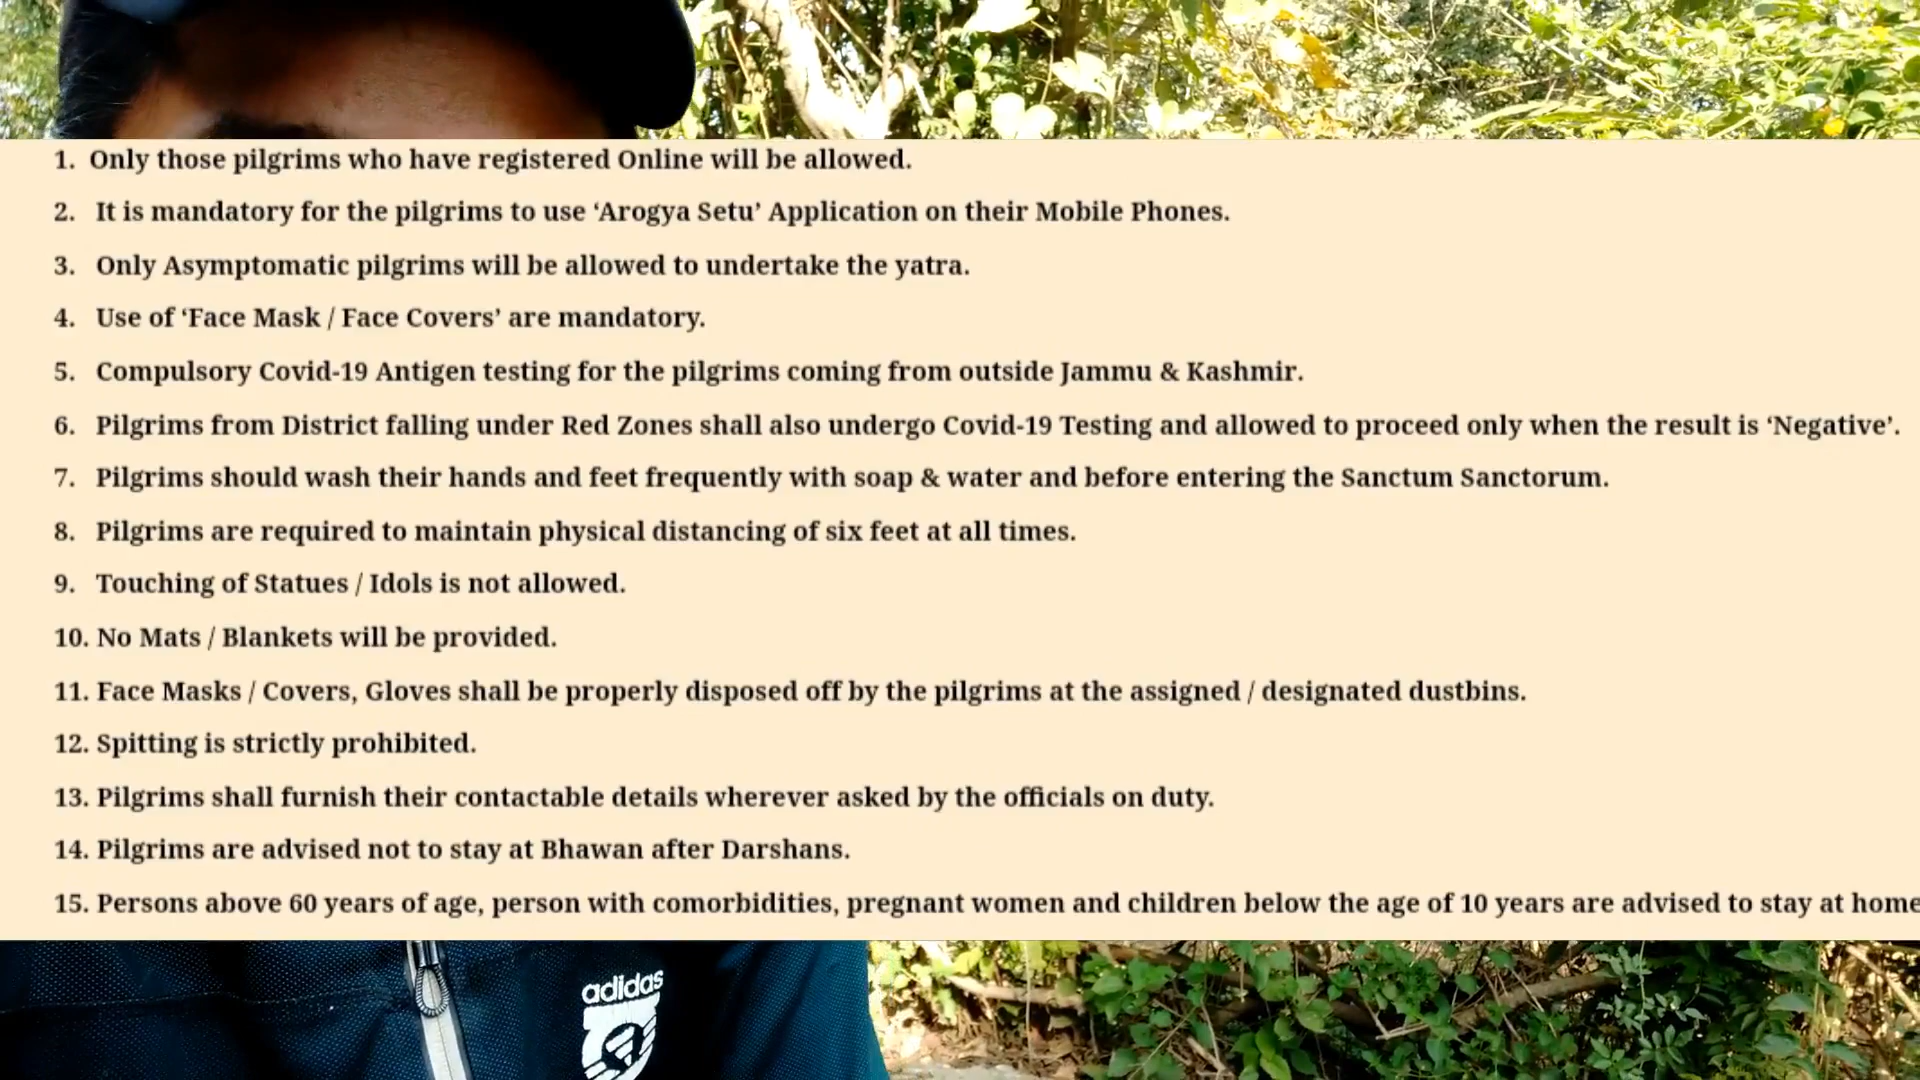 1. Only those pilgrims who have registered Online will be allowed.
2. It is mandatory for the pilgrims to use ‘Arogya Setu’ Application on their Mobile Phones.
3. Only Asymptomatic pilgrims will be allowed to undertake the yatra.
4. Use of ‘Face Mask / Face Covers’ are mandatory.
5. Compulsory Covid-19 Antigen testing for the pilgrims coming from outside Jammu & Kashmir.
6. Pilgrims from District falling under Red Zones shall also undergo Covid-19 Testing and allowed to proceed only when the result is ‘Negative’.
7. Pilgrims should wash their hands and feet frequently with soap & water and before entering the Sanctum Sanctorum.
8. Pilgrims are required to maintain physical distancing of six feet at all times.
9. Touching of Statues / Idols is not allowed.
10. No Mats / Blankets will be provided.
11. Face Masks / Covers, Gloves shall be properly disposed off by the pilgrims at the assigned / designated dustbins.
12. Spitting is strictly prohibited.
13. Pilgrims shall furnish their contactable details wherever asked by the officials on duty.
14. Pilgrims are advised not to stay at Bhawan after Darshans.
15. Persons above 60 years of age, person with comorbidities, pregnant women and children below the age of 10 years are advised to stay at home
adidas